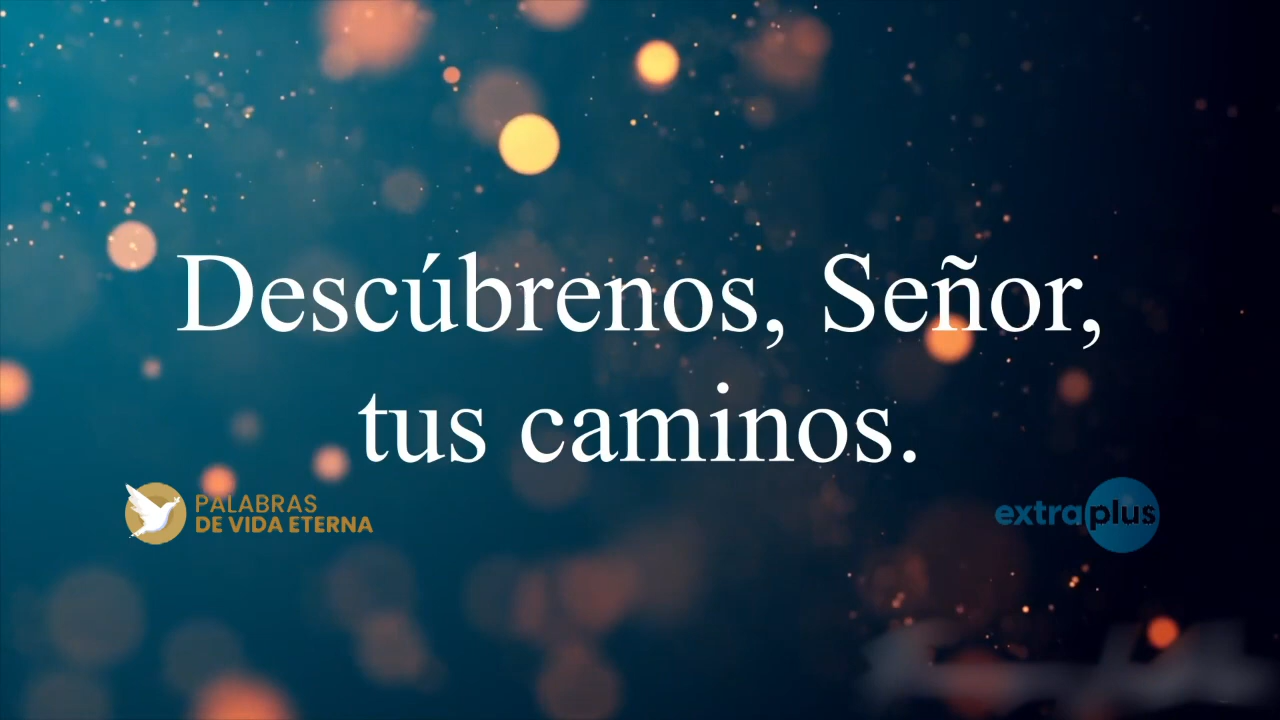 Descúbrenos, Señor,
tus caminos.
PALABRAS
DE VIDA ETERNA
extraplus